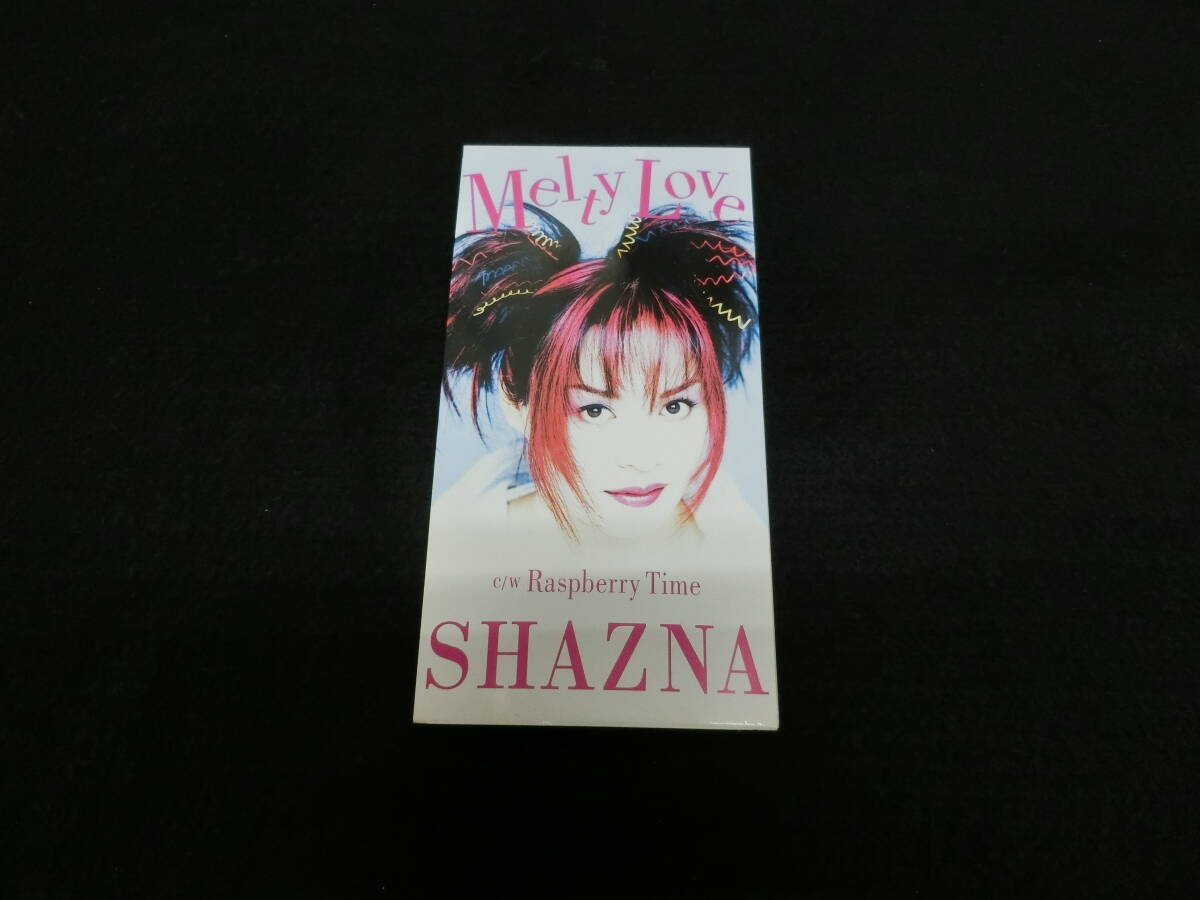 Melty Love
c/w Raspberry Time
SHAZNA